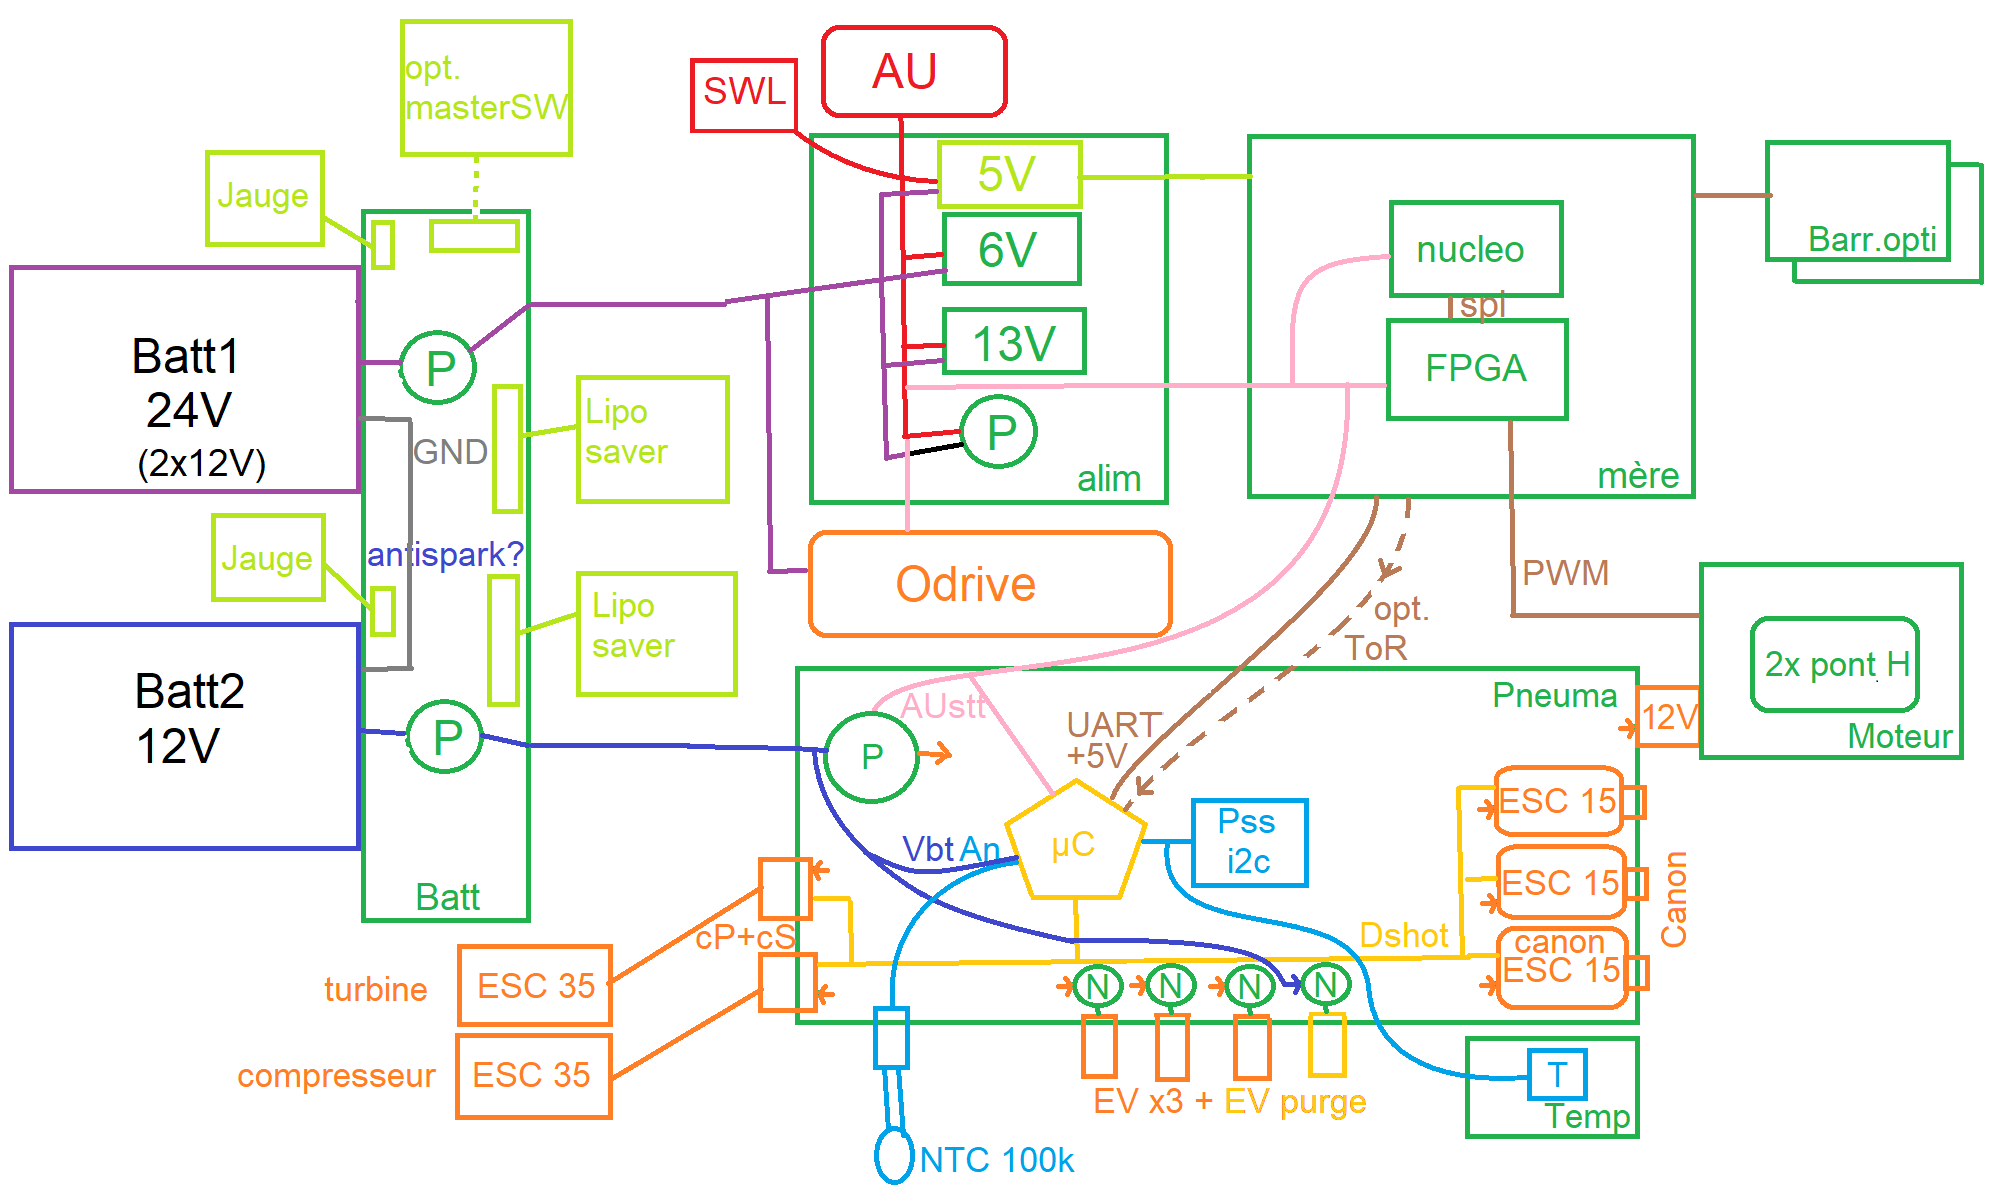 opt.
masterSW
SWL
AU
Jauge
5V
6V
13V
P
alim
nucleo
spi
FPGA
mère
Barr.opti
Batt1
24V
(2x12V)
P
GND
Lipo
saver
antispark?
Jauge
Lipo
saver
Odrive
PWM
opt.
ToR
2x pont H
Moteur
Batt2
12V
P
Batt
Pneuma
12V
AUstt
P
UART
+5V
µC
Vbt An
Pss
i2c
ESC 15
ESC 15
canon
ESC 15
Canon
Dshot
cP+cS
turbine
ESC 35
compresseur
ESC 35
N
N
N
N
EV x3 + EV purge
NTC 100k
T
Temp